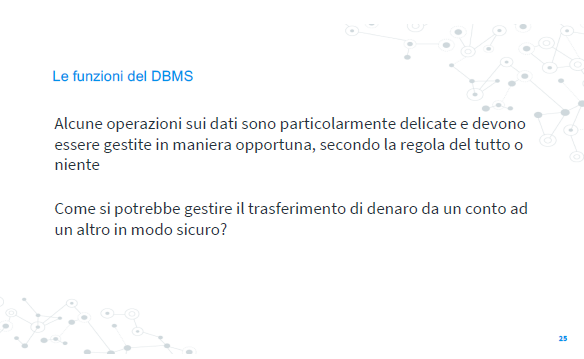 Le funzioni del DBMS
Alcune operazioni sui dati sono particolarmente delicate e devono
essere gestite in maniera opportuna, secondo la regola del tutto o
niente
Come si potrebbe gestire il trasferimento di denaro da un conto ad
un altro in modo sicuro?
25